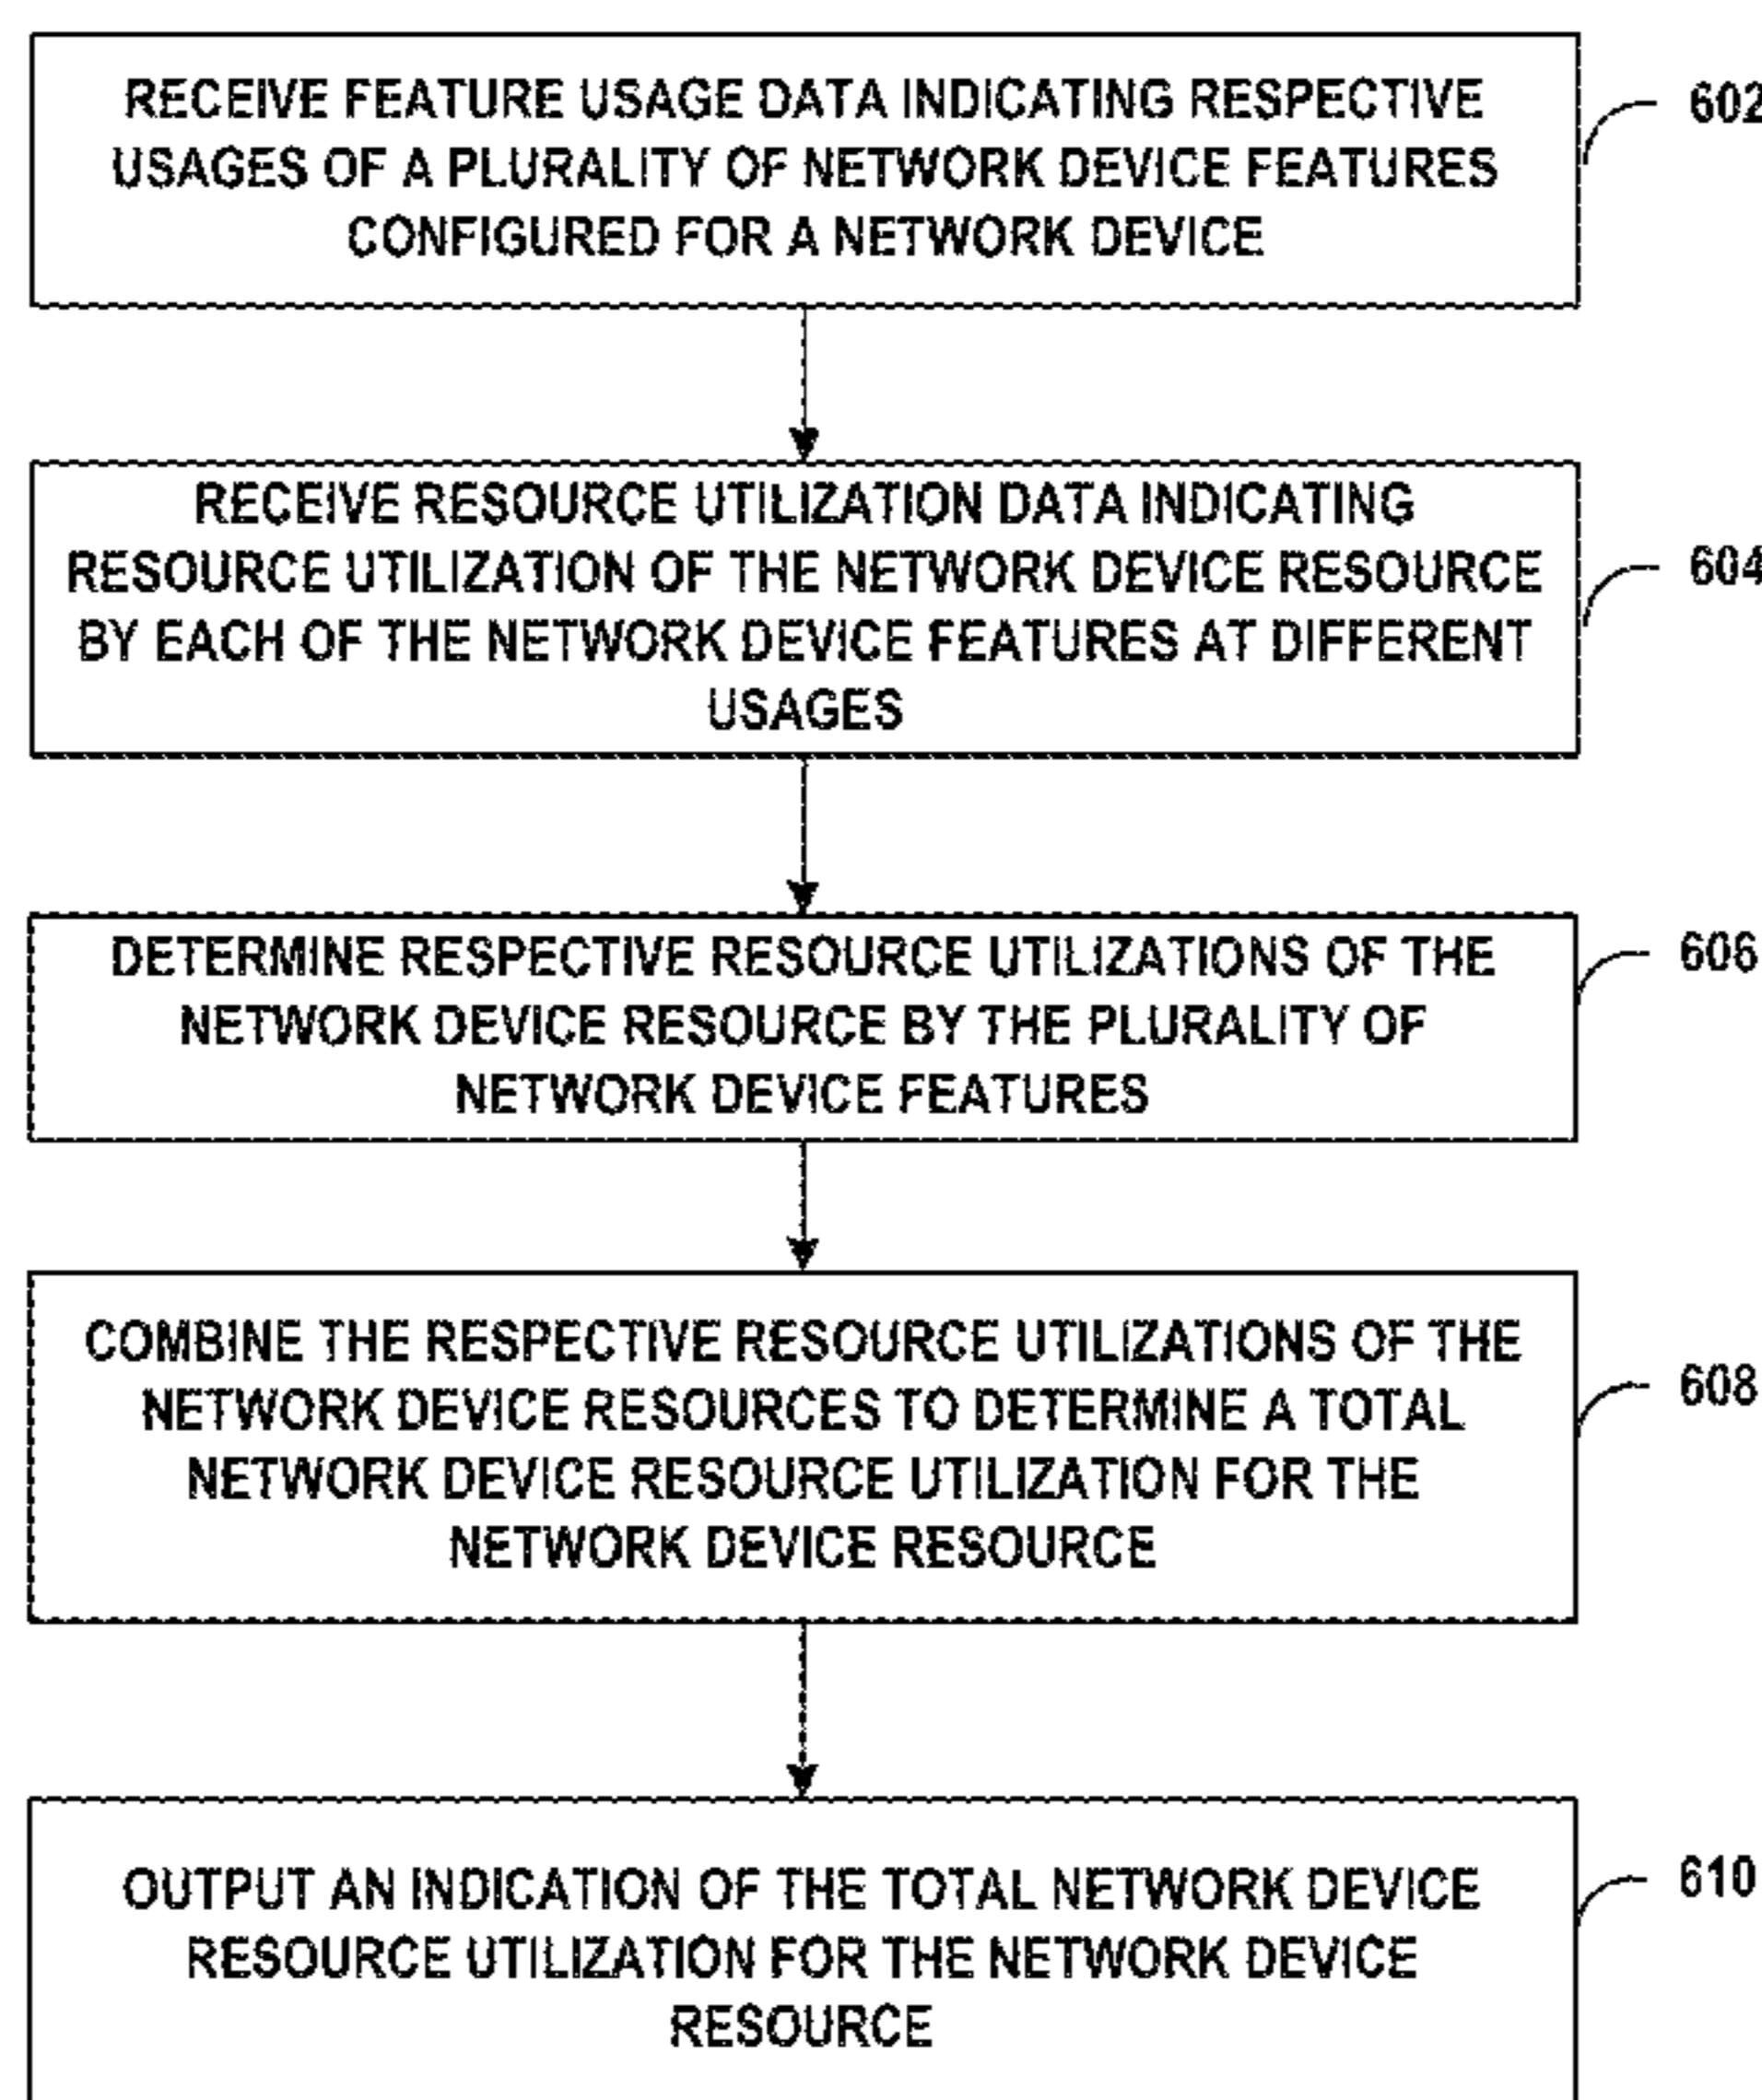 RECEIVE FEATURE USAGE DATA INDICATING RESPECTIVE
USAGES OF A PLURALITY OF NETWORK DEVICE FEATURES
CONFIGURED FOR A NETWORK DEVICE
602
RECEIVE RESOURCE UTILIZATION DATA INDICATING
RESOURCE UTILIZATION OF THE NETWORK DEVICE RESOURCE
BY EACH OF THE NETWORK DEVICE FEATURES AT DIFFERENT
USAGES
604
DETERMINE RESPECTIVE RESOURCE UTILIZATIONS OF THE
NETWORK DEVICE RESOURCE BY THE PLURALITY OF
NETWORK DEVICE FEATURES
606
COMBINE THE RESPECTIVE RESOURCE UTILIZATIONS OF THE
NETWORK DEVICE RESOURCES TO DETERMINE A TOTAL
NETWORK DEVICE RESOURCE UTILIZATION FOR THE
NETWORK DEVICE RESOURCE
608
OUTPUT AN INDICATION OF THE TOTAL NETWORK DEVICE
RESOURCE UTILIZATION FOR THE NETWORK DEVICE
RESOURCE
610